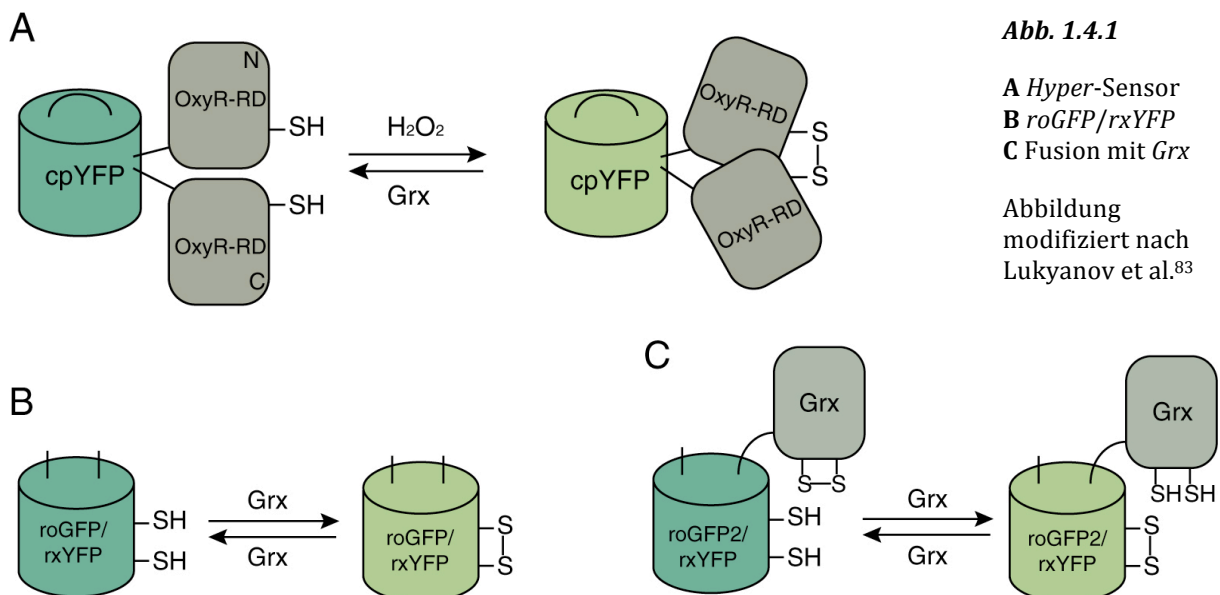 A
N
OxyR-RD
SH
cpYFP
SH
OxyR-RD
C
H₂O₂
Grx
OxyR-RD
S
S
cpYFP
OxyR-RD
Abb. 1.4.1
A Hyper-Sensor
B roGFP/rxYFP
C Fusion mit Grx
Abbildung
modifiziert nach
Lukyanov et al.⁸³
B
roGFP/
rxYFP
SH
SH
Grx
Grx
roGFP/
rxYFP
S
S
C
Grx
S S
roGFP2/
rxYFP
SH
SH
Grx
Grx
Grx
SH SH
roGFP2/
rxYFP
S
S